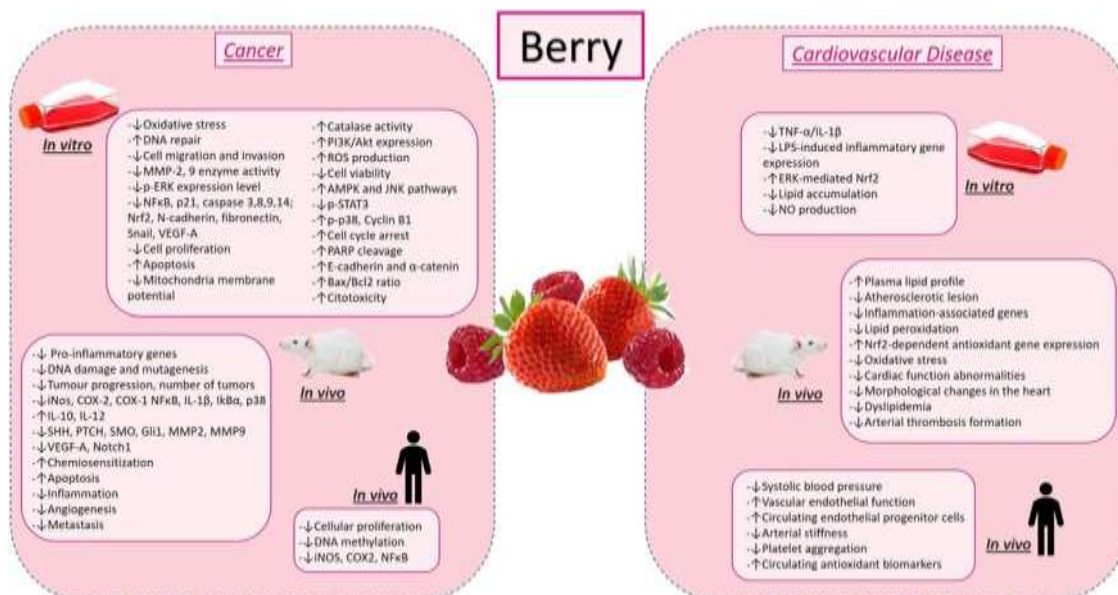 Berry
Cancer
In vitro
-↓Oxidative stress
-↑DNA repair
-↓Cell migration and invasion
-↓MMP-2, 9 enzyme activity
-↓p-ERK expression level
-↓NFκB, p21, caspase 3,8,9,14;
Nrf2, N-cadherin, fibronectin,
Snail, VEGF-A
-↓Cell proliferation
-↑Apoptosis
-↓Mitochondria membrane
potential
-↑Catalase activity
-↑PI3K/Akt expression
-↑ROS production
-↓Cell viability
-↑AMPK and JNK pathways
-↓p-STAT3
-↑p-p38, Cyclin B1
-↑Cell cycle arrest
-↑PARP cleavage
-↑E-cadherin and α-catenin
-↑Bax/Bcl2 ratio
-↑Citotoxicity
In vivo
-↓ Pro-inflammatory genes
-↓DNA damage and mutagenesis
-↓Tumour progression, number of tumors
-↓iNos, COX-2, COX-1 NFκB, IL-1β, IkBα, p38
-↑IL-10, IL-12
-↓SHH, PTCH, SMO, Gli1, MMP2, MMP9
-↓VEGF-A, Notch1
-↑Chemiosensitization
-↑Apoptosis
-↓Inflammation
-↓Angiogenesis
-↓Metastasis
In vivo
-↓Cellular proliferation
-↓DNA methylation
-↓iNOS, COX2, NFκB
Cardiovascular Disease
In vitro
-↓TNF-α/IL-1β
-↓LPS-induced inflammatory gene
expression
-↑ERK-mediated Nrf2
-↓Lipid accumulation
-↓NO production
In vivo
-↑Plasma lipid profile
-↓Atherosclerotic lesion
-↓Inflammation-associated genes
-↓Lipid peroxidation
-↑Nrf2-dependent antioxidant gene expression
-↓Oxidative stress
-↓Cardiac function abnormalities
-↓Morphological changes in the heart
-↓Dyslipidemia
-↓Arterial thrombosis formation
In vivo
-↓Systolic blood pressure
-↑Vascular endothelial function
-↑Circulating endothelial progenitor cells
-↓Arterial stiffness
-↓Platelet aggregation
-↑Circulating antioxidant biomarkers